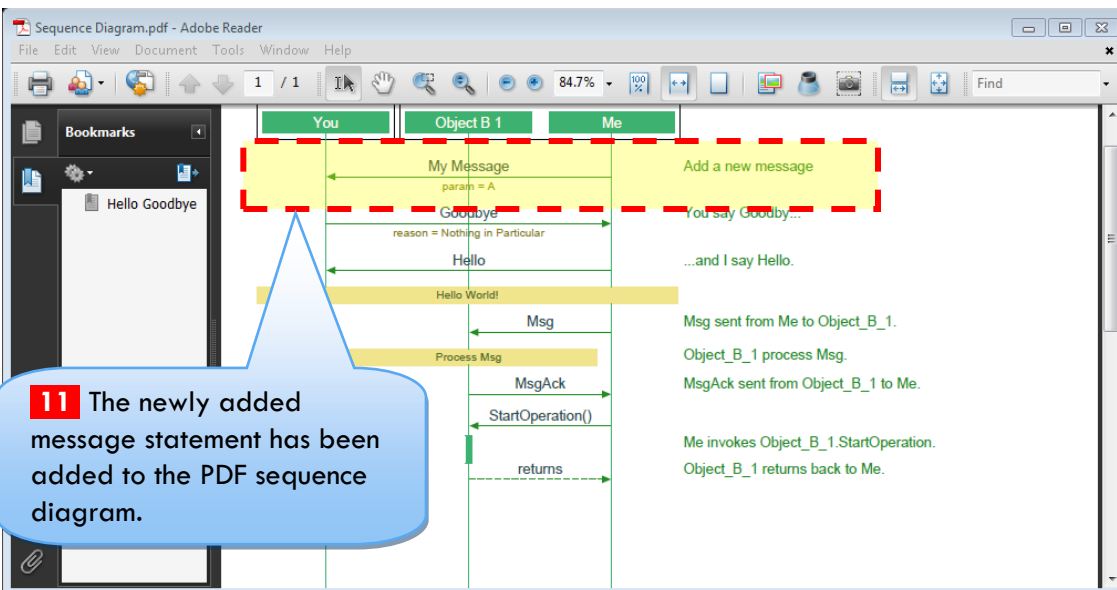 Sequence Diagram.pdf - Adobe Reader
File Edit View Document Tools Window Help
1 / 1 84.7% Find
Bookmarks
Hello Goodbye
You Object B 1 Me
My Message Add a new message
param = A
Goodbye You say Goodby...
reason = Nothing in Particular
Hello ...and I say Hello.
Hello World!
Msg Msg sent from Me to Object_B_1.
Process Msg Object_B_1 process Msg.
MsgAck MsgAck sent from Object_B_1 to Me.
StartOperation()
Me invokes Object_B_1.StartOperation.
returns Object_B_1 returns back to Me.
11 The newly added
message statement has been
added to the PDF sequence
diagram.